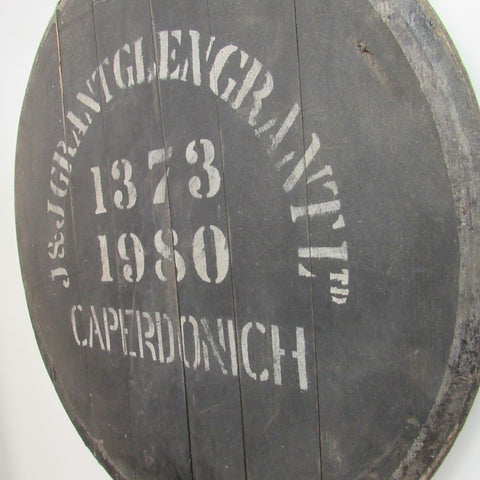 J & J GRANT GLEN GRANT LTD
1373
1980
CAPERDONICH